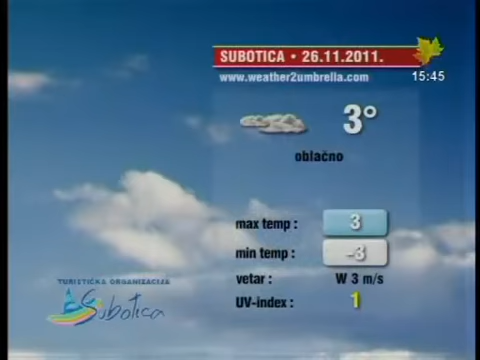 SUBOTICA • 26.11.2011.
www.weather2umbrella.com
15:45
3°
oblačno
max temp : 3
min temp : -3
vetar : W 3 m/s
UV-index : 1
TURISTIČKA ORGANIZACIJA
Subotica